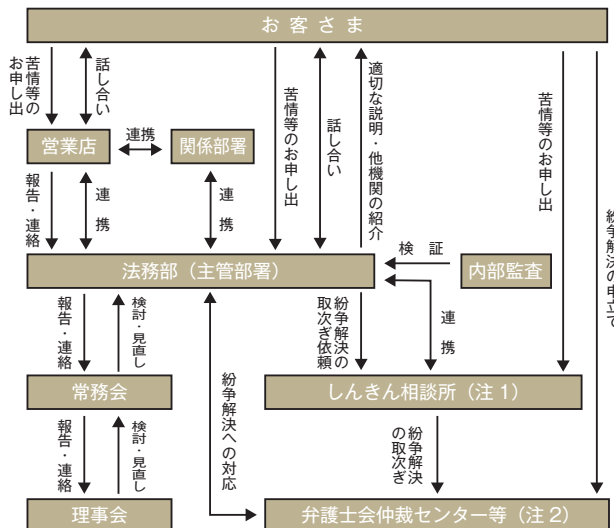 お客さま
苦情等の
お申し出
話し合い
苦情等のお申し出
話し合い
適切な説明・他機関の紹介
苦情等のお申し出
紛争解決の申立て
営業店
連携
関係部署
報告・連絡
連携
連携
法務部（主管部署）
検証
内部監査
報告・連絡
検討・見直し
紛争解決への対応
紛争解決の
取次ぎ依頼
連携
常務会
しんきん相談所（注1）
報告・連絡
検討・見直し
紛争解決
の取次ぎ
理事会
弁護士会仲裁センター等（注2）